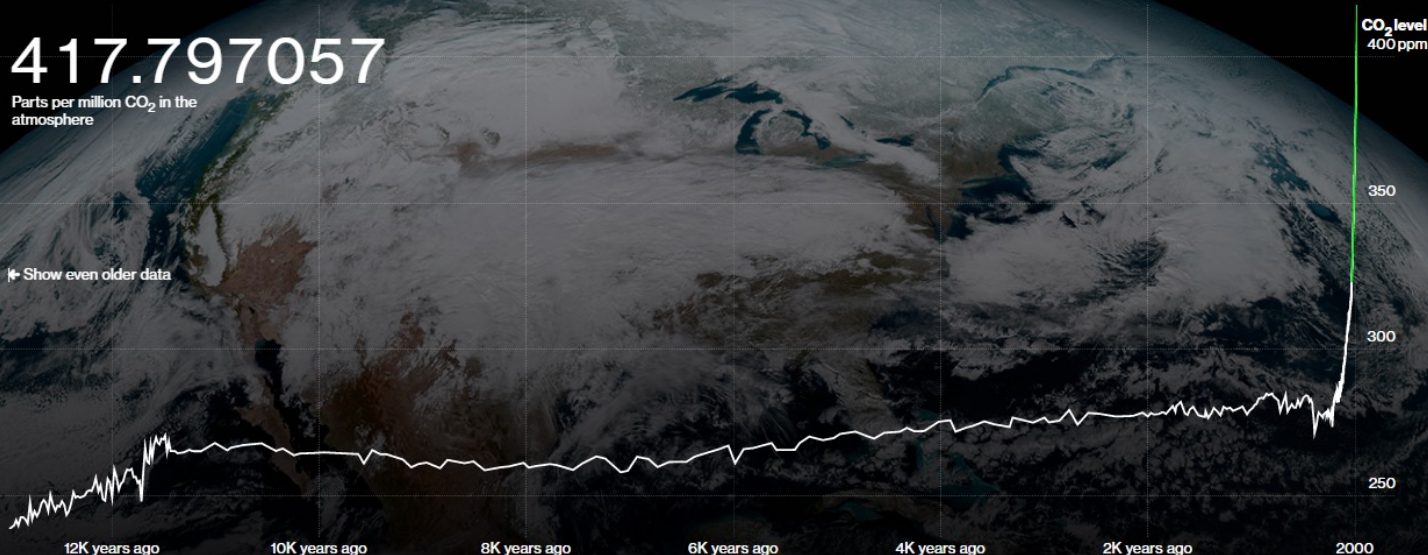 417.797057
Parts per million CO₂ in the
atmosphere
CO₂ level
400 ppm
350
Show even older data
300
250
12K years ago
10K years ago
8K years ago
6K years ago
4K years ago
2K years ago
2000